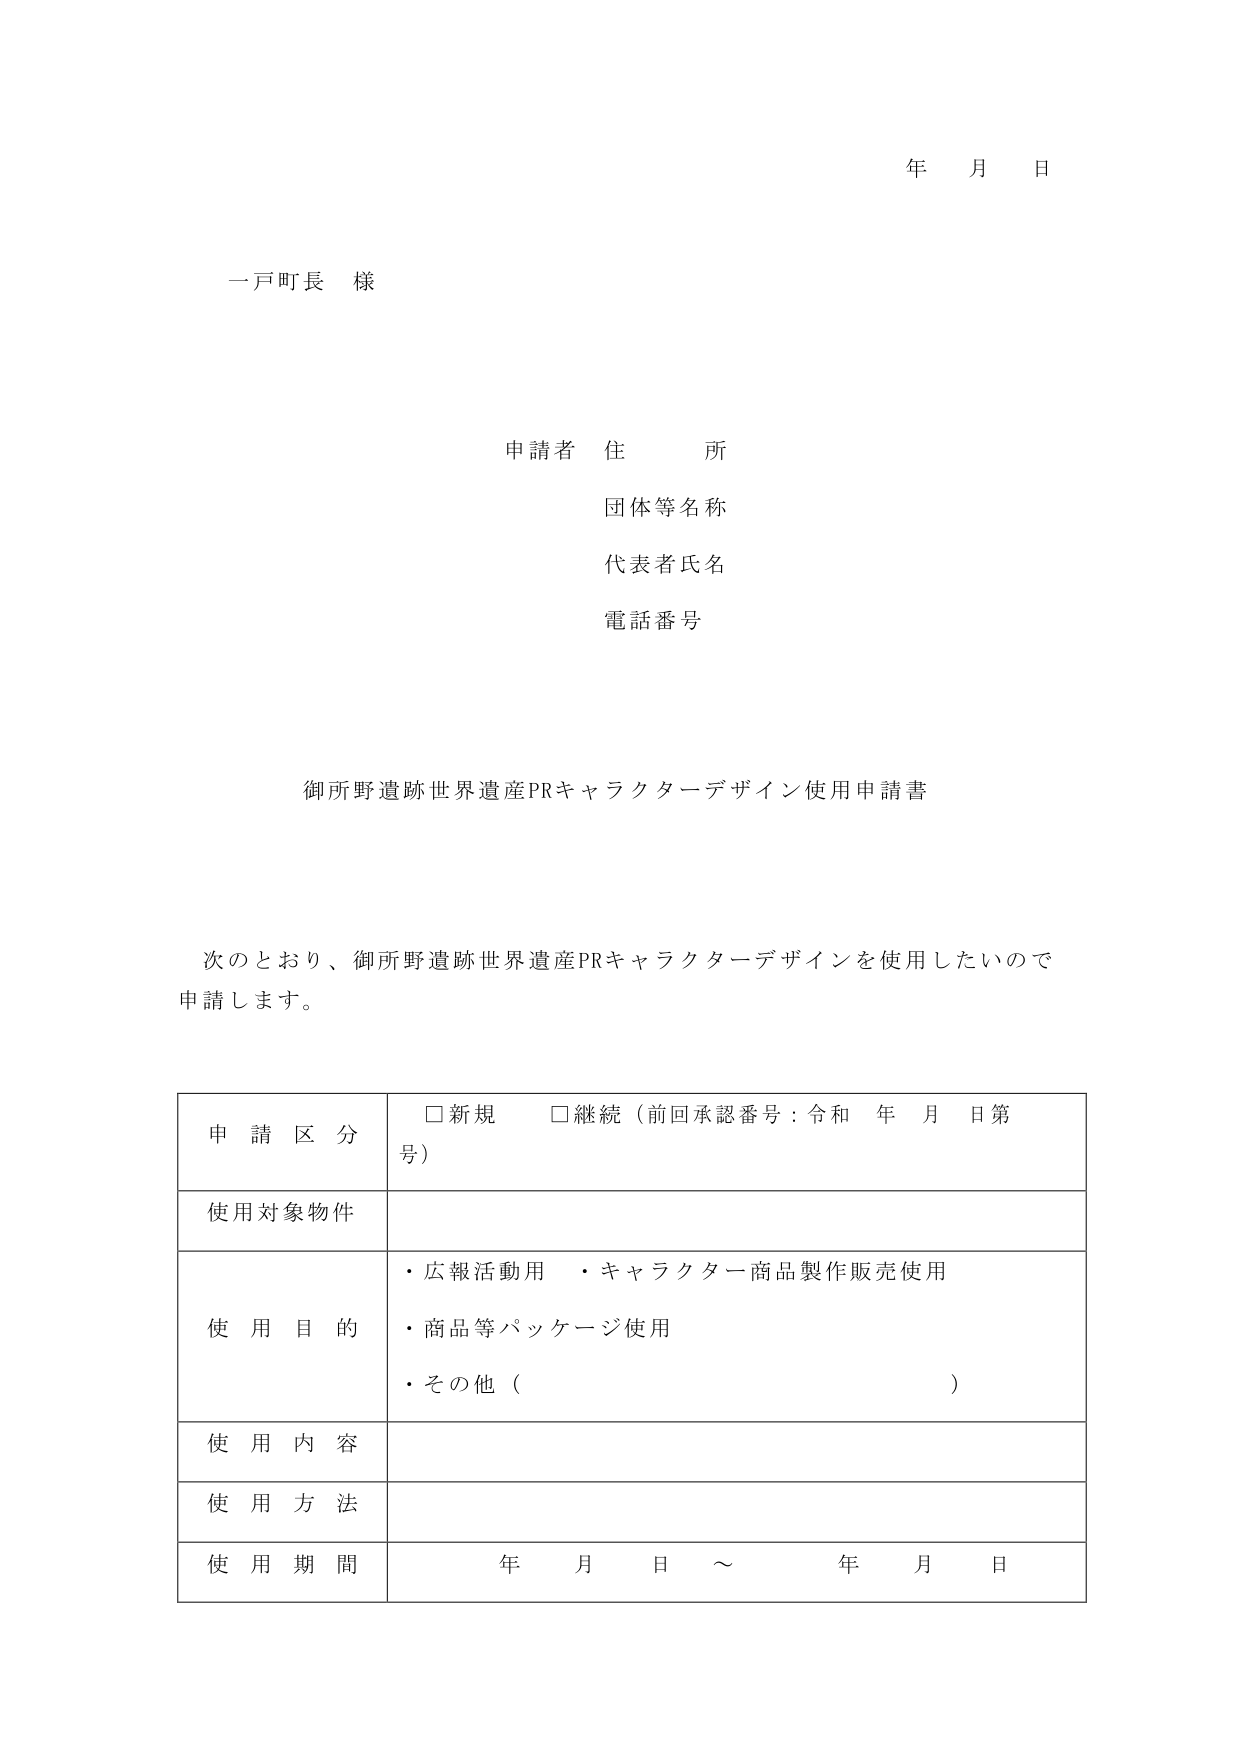 年　月　日
一戸町長　様
申請者　住　　　所
団体等名称
代表者氏名
電話番号
御所野遺跡世界遺産PRキャラクターデザイン使用申請書
次のとおり、御所野遺跡世界遺産PRキャラクターデザインを使用したいので
申請します。
申　請　区　分
□新規　　□継続（前回承認番号：令和　年　月　日第
号）
使用対象物件
使　用　目　的
・広報活動用　・キャラクター商品製作販売使用
・商品等パッケージ使用
・その他（　　　　　　　　　　　　　　　　　）
使　用　内　容
使　用　方　法
使　用　期　間
年　　月　　日　～　　　　年　　月　　日